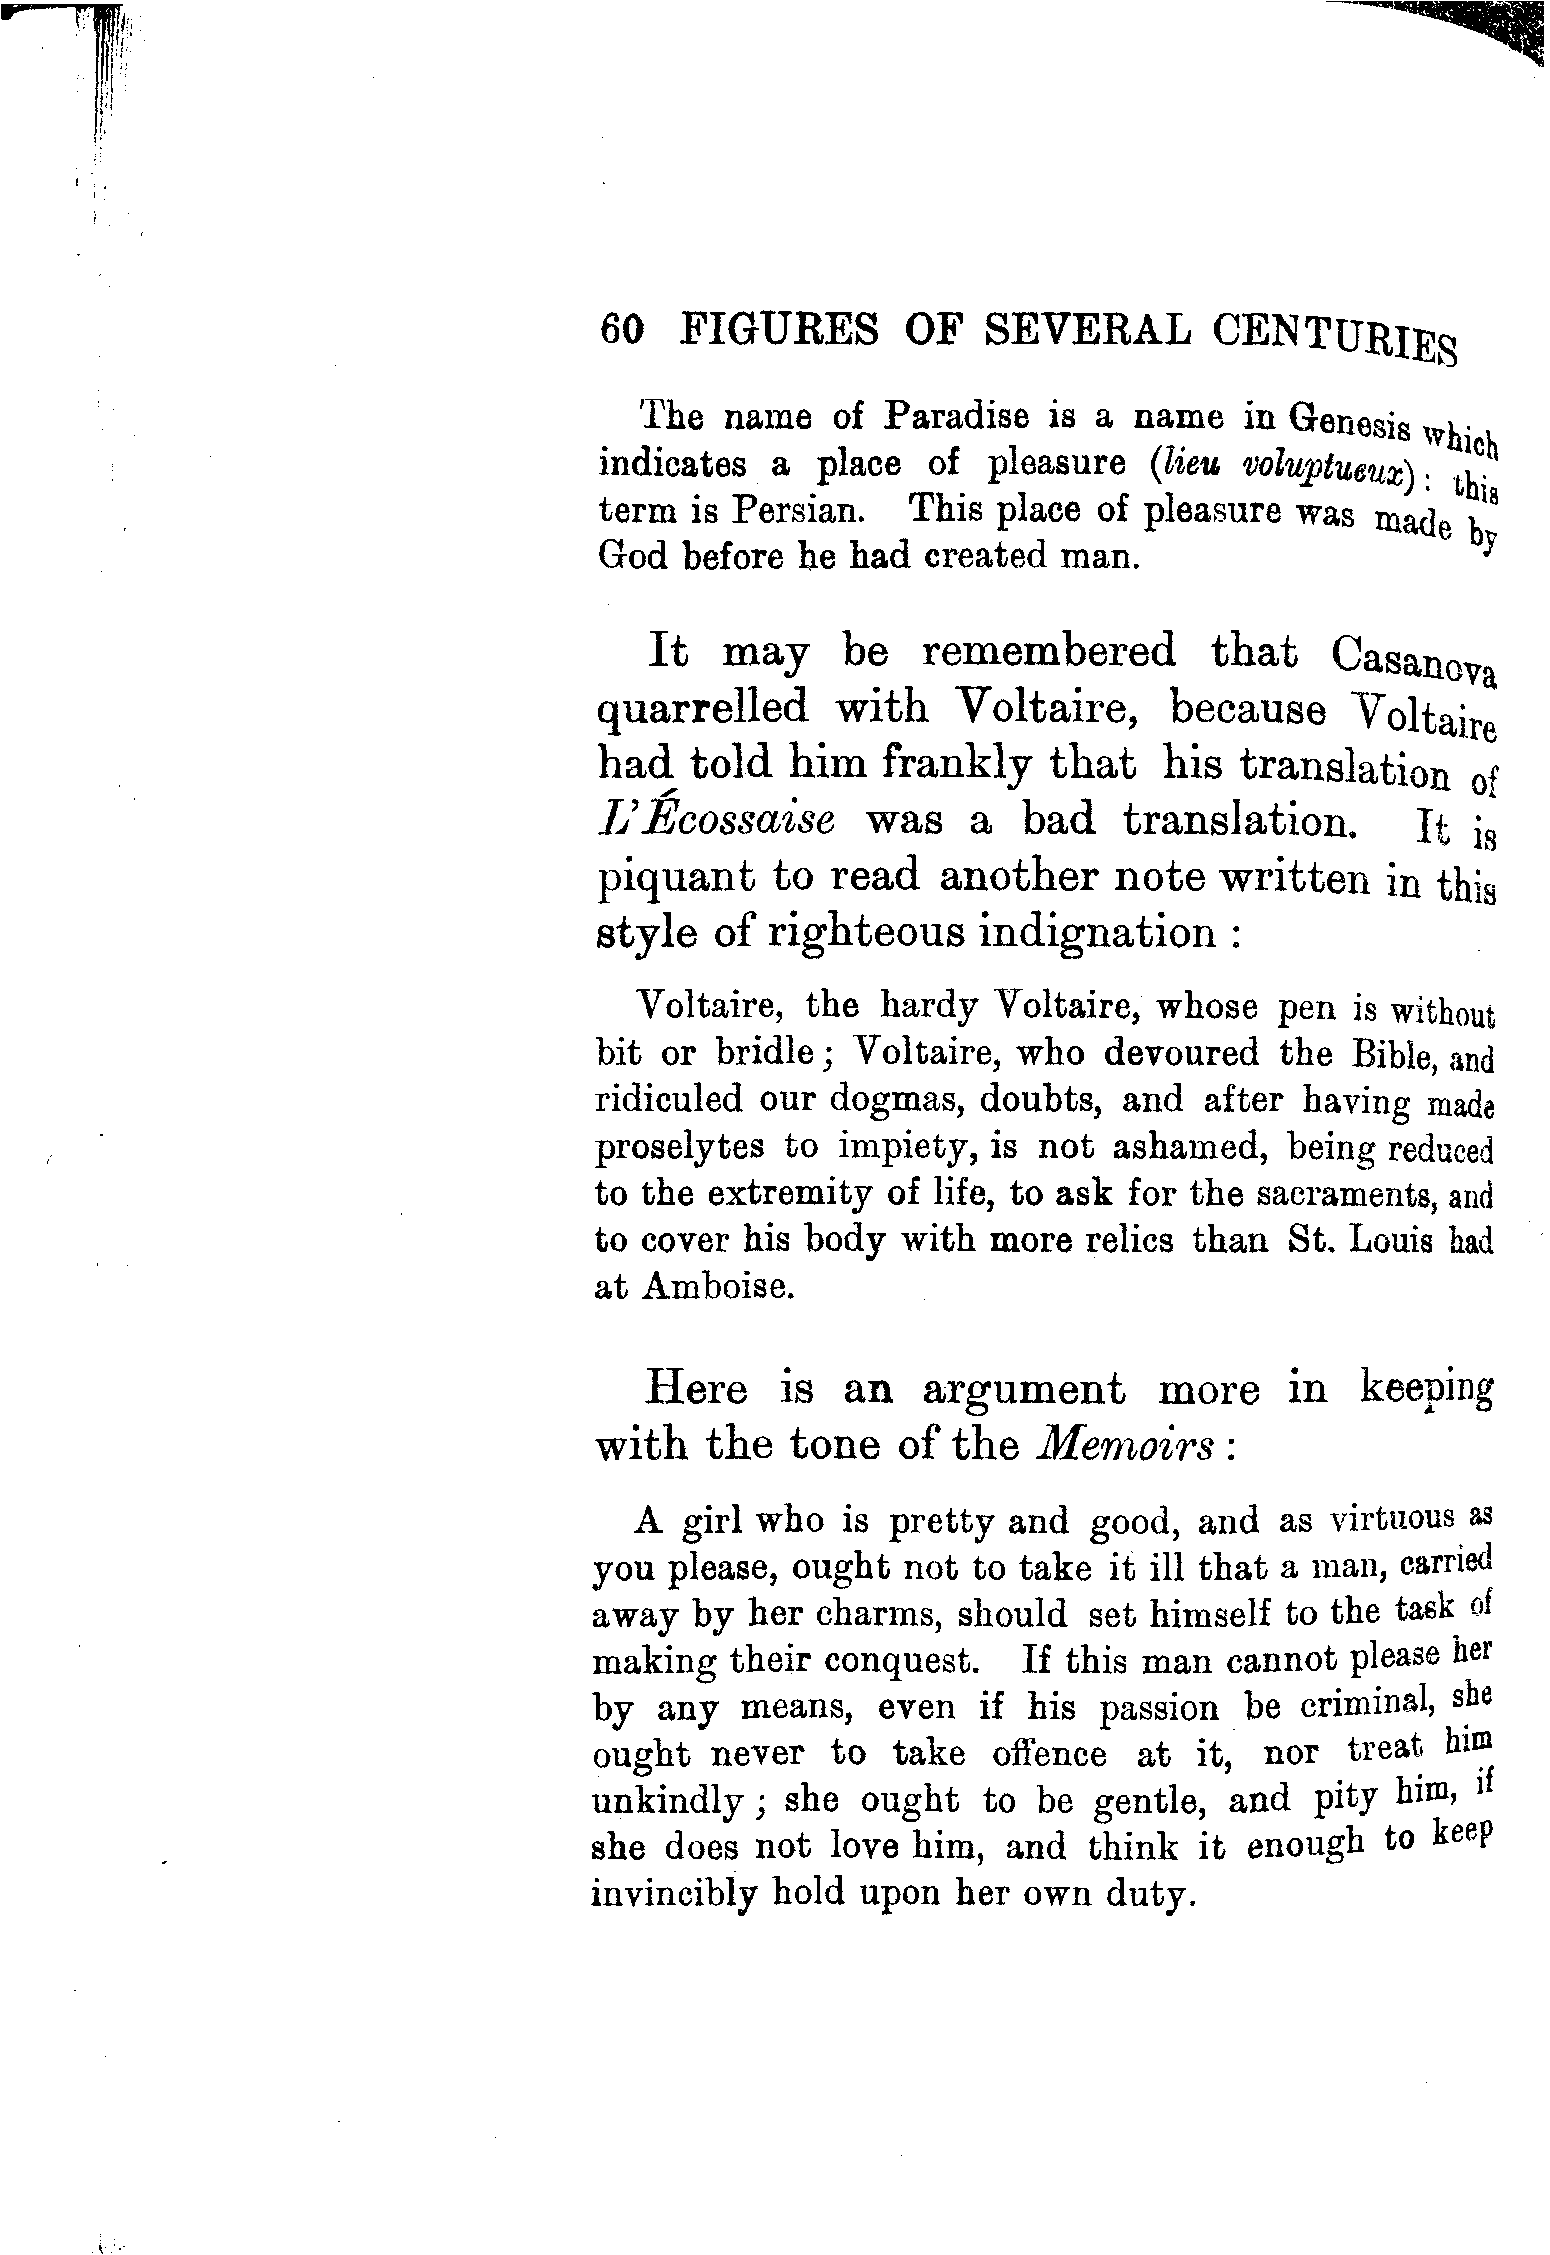 60 FIGURES OF SEVERAL CENTURIES
The name of Paradise is a name in Genesis which
indicates a place of pleasure (lieu voluptueux): this
term is Persian. This place of pleasure was made by
God before he had created man.
It may be remembered that Casanova
quarrelled with Voltaire, because Voltaire
had told him frankly that his translation of
L'Écossaise was a bad translation. It is
piquant to read another note written in this
style of righteous indignation :
Voltaire, the hardy Voltaire, whose pen is without
bit or bridle ; Voltaire, who devoured the Bible, and
ridiculed our dogmas, doubts, and after having made
proselytes to impiety, is not ashamed, being reduced
to the extremity of life, to ask for the sacraments, and
to cover his body with more relics than St. Louis had
at Amboise.
Here is an argument more in keeping
with the tone of the Memoirs :
A girl who is pretty and good, and as virtuous as
you please, ought not to take it ill that a man, carried
away by her charms, should set himself to the task of
making their conquest. If this man cannot please her
by any means, even if his passion be criminal, she
ought never to take offence at it, nor treat him
unkindly ; she ought to be gentle, and pity him, if
she does not love him, and think it enough to keep
invincibly hold upon her own duty.